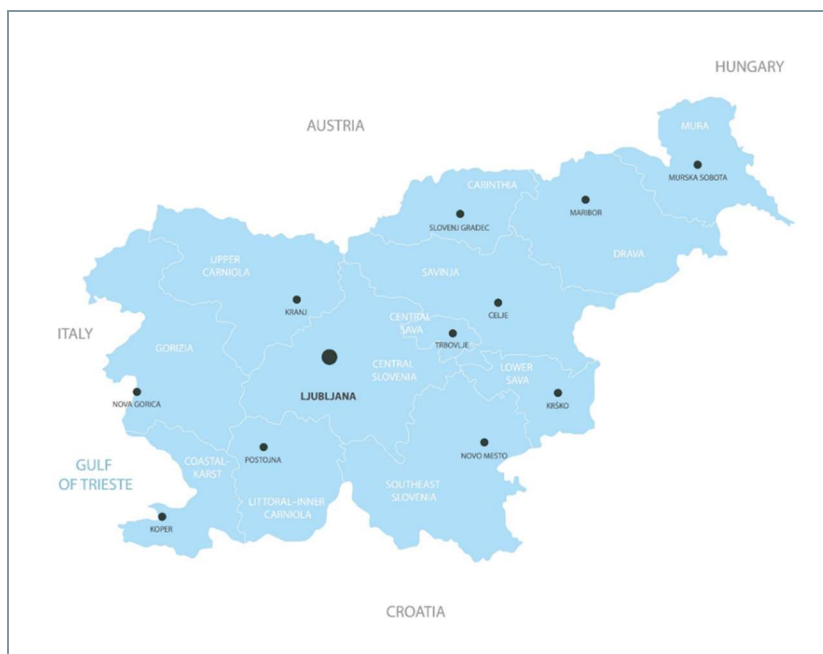 HUNGARY
AUSTRIA
MURA
MURSKA SOBOTA
CARINTHIA
MARIBOR
SLOVENJ GRADEC
DRAVA
UPPER
CARNIOLA
SAVINJA
KRANJ
CELJE
CENTRAL
SAVA
ITALY
TRBOVLJE
GORIZIA
CENTRAL
SLOVENIA
LOWER
SAVA
LJUBLJANA
NOVA GORICA
KRŠKO
POSTOJNA
NOVO MESTO
COASTAL-
KARST
GULF
OF TRIESTE
SOUTHEAST
SLOVENIA
LITTORAL–INNER
CARNIOLA
KOPER
CROATIA